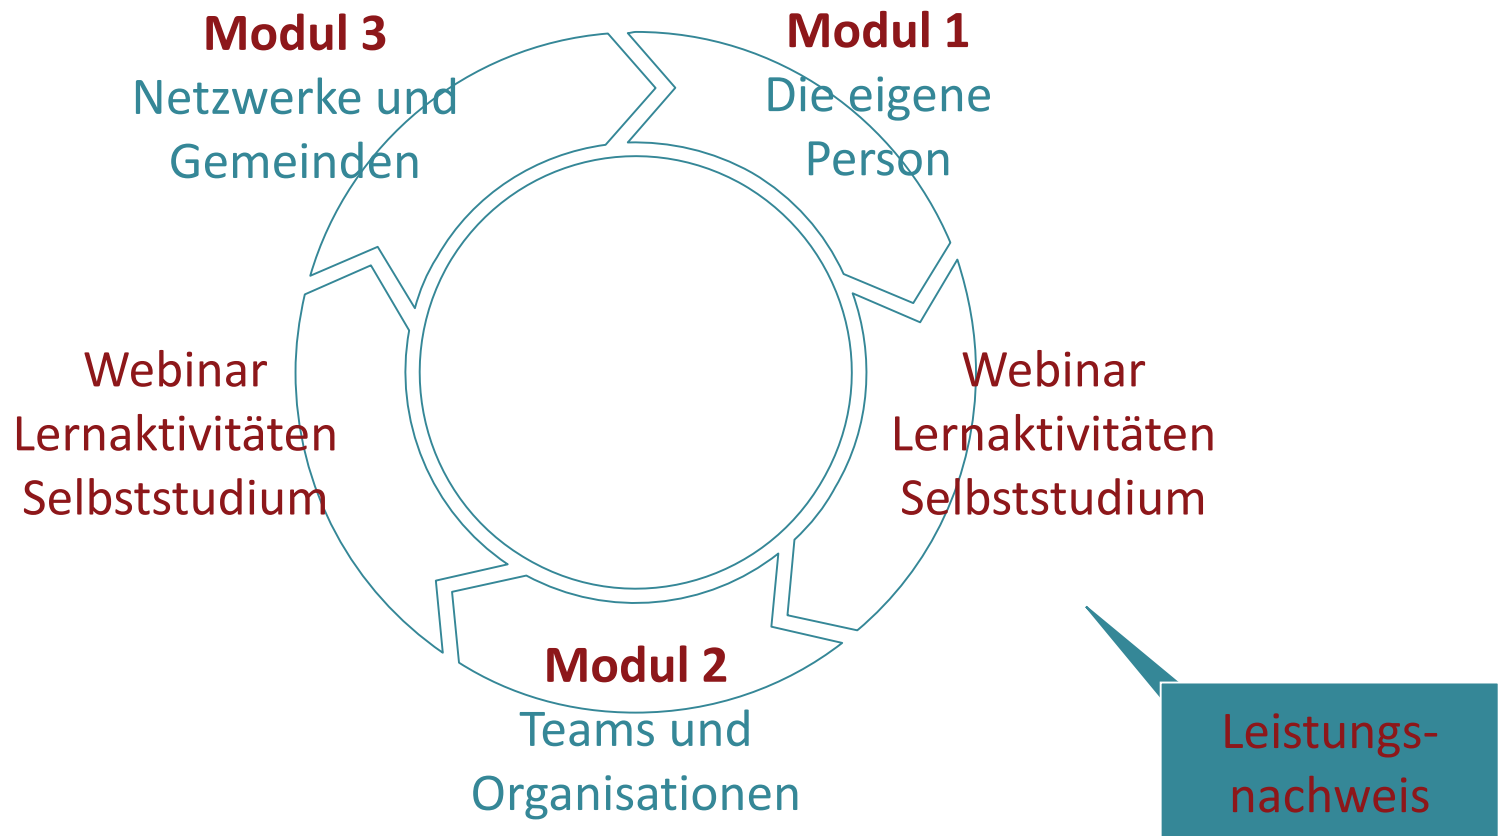 Modul 3
Netzwerke und
Gemeinden
Modul 1
Die eigene
Person
Webinar
Lernaktivitäten
Selbststudium
Webinar
Lernaktivitäten
Selbststudium
Modul 2
Teams und
Organisationen
Leistungs-
nachweis